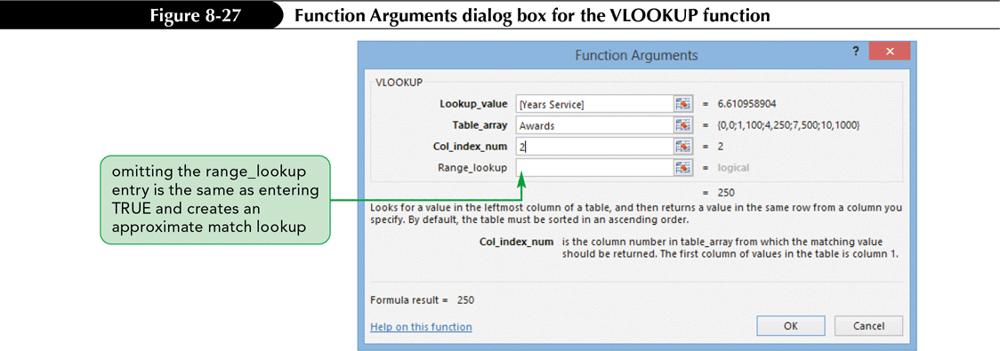 Figure 8-27 Function Arguments dialog box for the VLOOKUP function
Function Arguments ? ×
VLOOKUP
Lookup_value [Years Service] = 6.610958904
Table_array Awards = {0,0;1,100;4,250;7,500;10,1000}
Col_index_num 2 = 2
Range_lookup = logical
= 250
omitting the range_lookup
entry is the same as entering
TRUE and creates an
approximate match lookup
Looks for a value in the leftmost column of a table, and then returns a value in the same row from a column you
specify. By default, the table must be sorted in an ascending order.
Col_index_num is the column number in table_array from which the matching value
should be returned. The first column of values in the table is column 1.
Formula result = 250
Help on this function OK Cancel